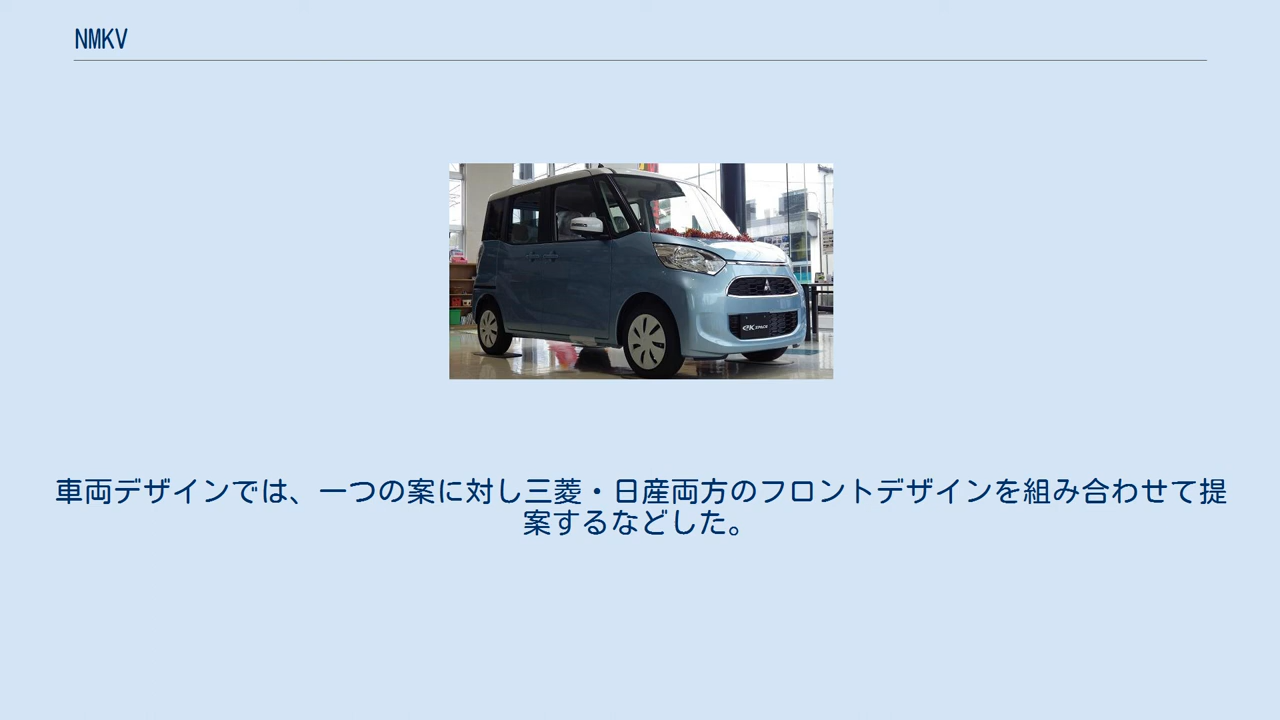 NMKV
eK SPACE
車両デザインでは、一つの案に対し三菱・日産両方のフロントデザインを組み合わせて提
案するなどした。